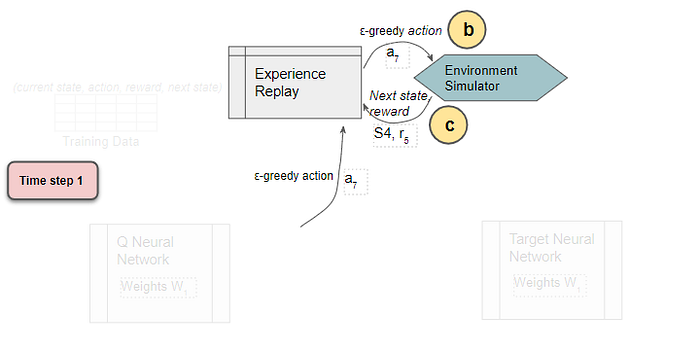 ε-greedy action
b
a7
Experience
Replay
Environment
Simulator
(current state, action, reward, next state)
Next state,
reward
c
S4, r5
Training Data
Time step 1
ε-greedy action
a7
Q Neural
Network
Weights W1
Target Neural
Network
Weights W1